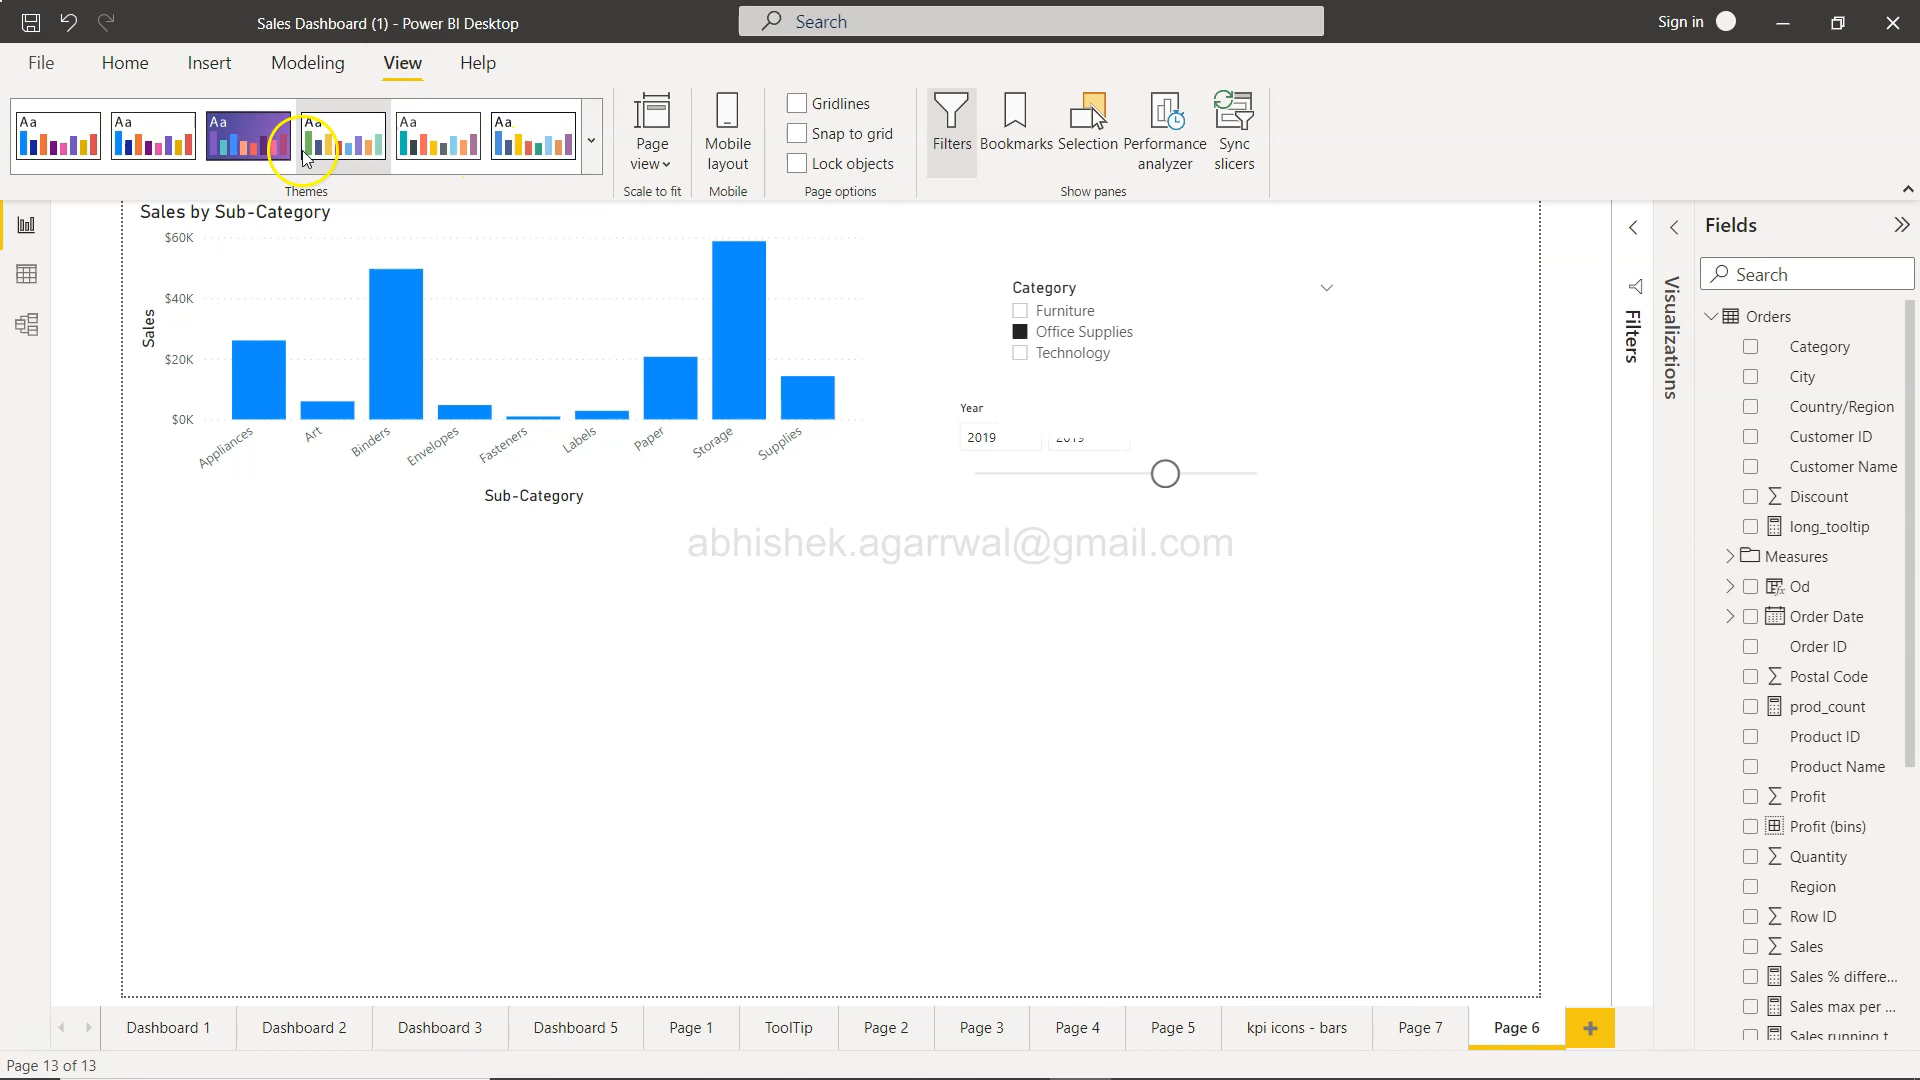 Sales Dashboard (1) - Power BI Desktop
Search
Sign in
File
Home
Insert
Modeling
View
Help
Aa
Aa
Aa
Aa
Aa
Aa
Themes
Page
view
Scale to fit
Mobile
layout
Mobile
Gridlines
Snap to grid
Lock objects
Page options
Filters
Bookmarks
Selection
Performance
analyzer
Sync
slicers
Show panes
Sales by Sub-Category
Sales
$60K
$40K
$20K
$0K
Appliances
Art
Binders
Envelopes
Fasteners
Labels
Paper
Storage
Supplies
Sub-Category
Category
Furniture
Office Supplies
Technology
Year
2019
2019
abhishek.agarrwal@gmail.com
Filters
Visualizations
Fields
Search
Orders
Category
City
Country/Region
Customer ID
Customer Name
Discount
long_tooltip
Measures
Od
Order Date
Order ID
Postal Code
prod_count
Product ID
Product Name
Profit
Profit (bins)
Quantity
Region
Row ID
Sales
Sales % differe...
Sales max per ...
Sales running t...
Dashboard 1
Dashboard 2
Dashboard 3
Dashboard 5
Page 1
ToolTip
Page 2
Page 3
Page 4
Page 5
kpi icons - bars
Page 7
Page 6
Page 13 of 13